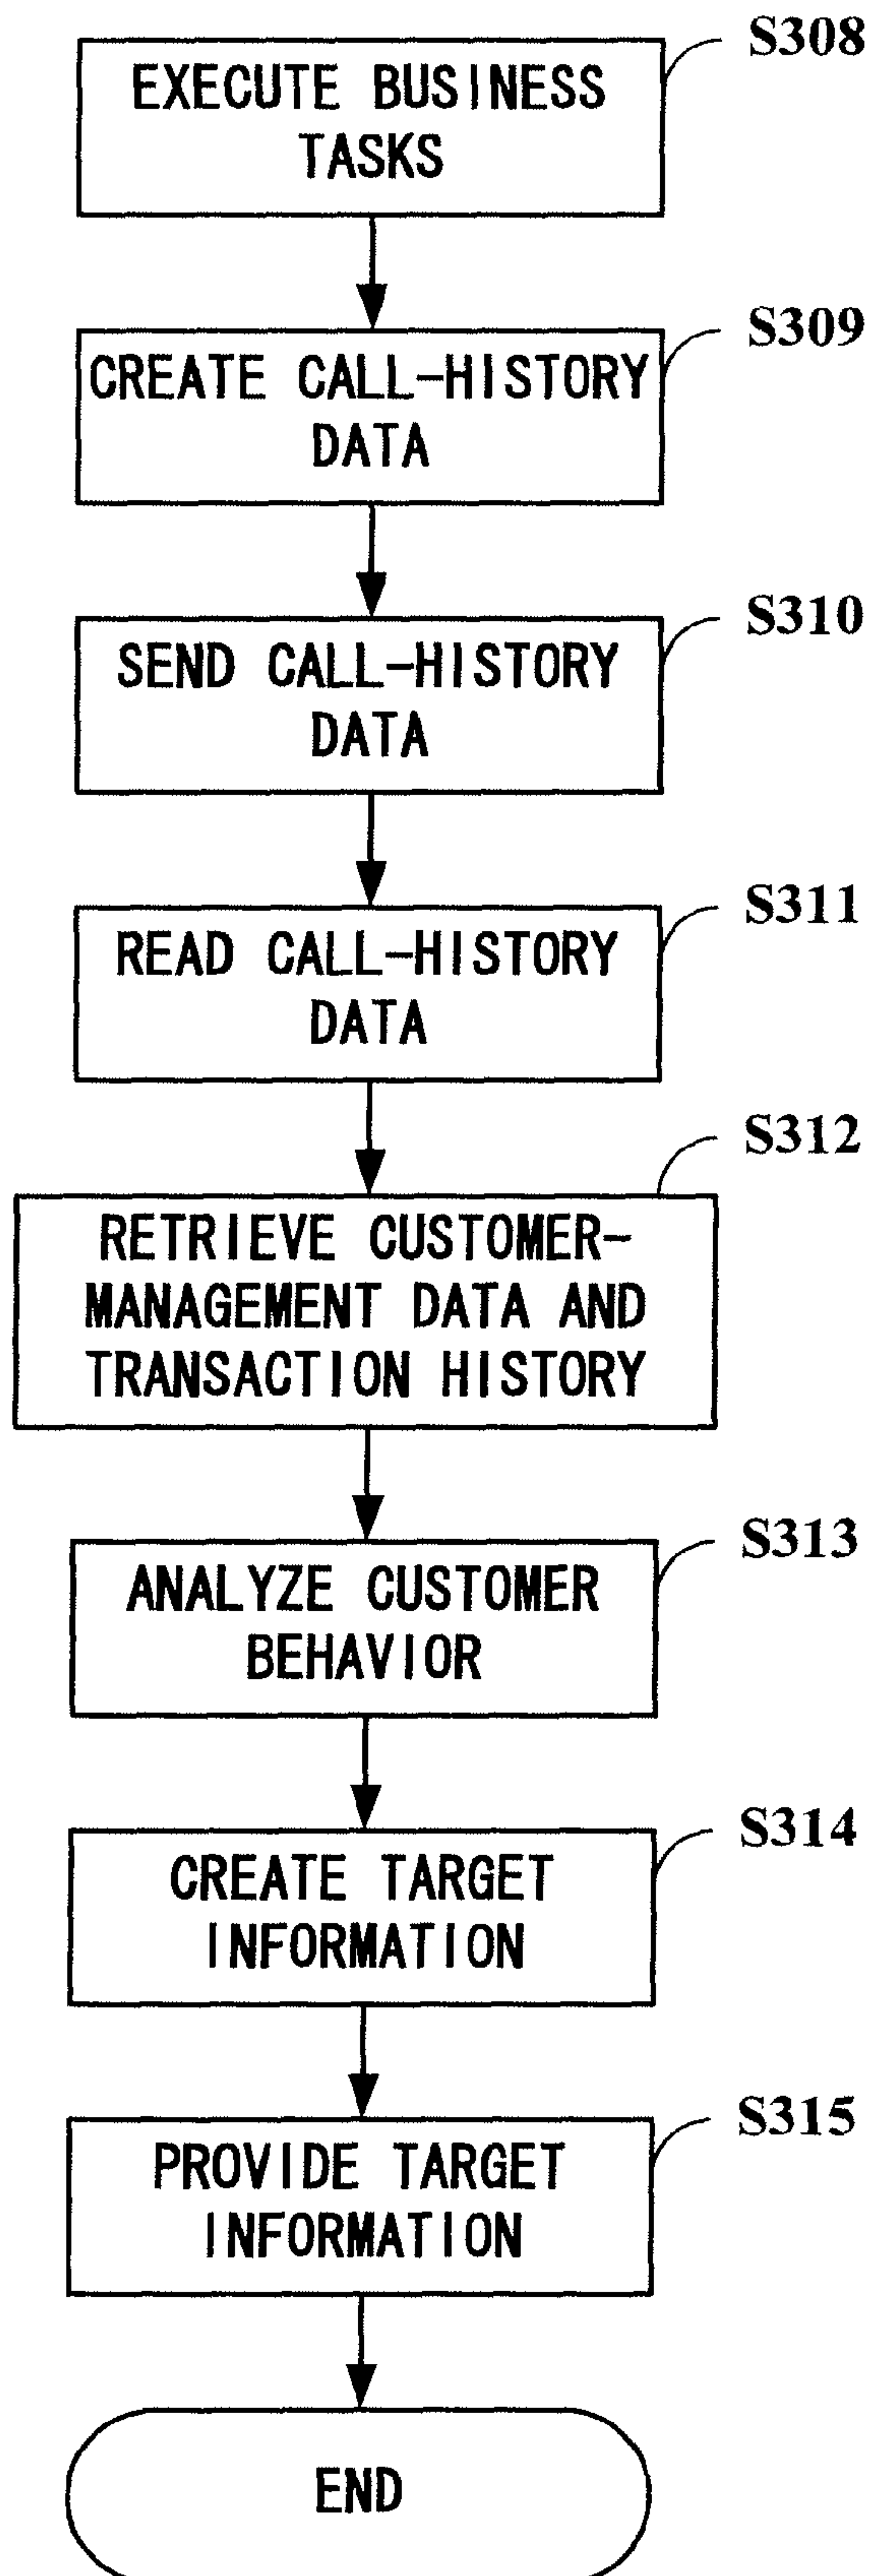 S308
EXECUTE BUSINESS
TASKS
S309
CREATE CALL-HISTORY
DATA
S310
SEND CALL-HISTORY
DATA
S311
READ CALL-HISTORY
DATA
S312
RETRIEVE CUSTOMER-
MANAGEMENT DATA AND
TRANSACTION HISTORY
S313
ANALYZE CUSTOMER
BEHAVIOR
S314
CREATE TARGET
INFORMATION
S315
PROVIDE TARGET
INFORMATION
END